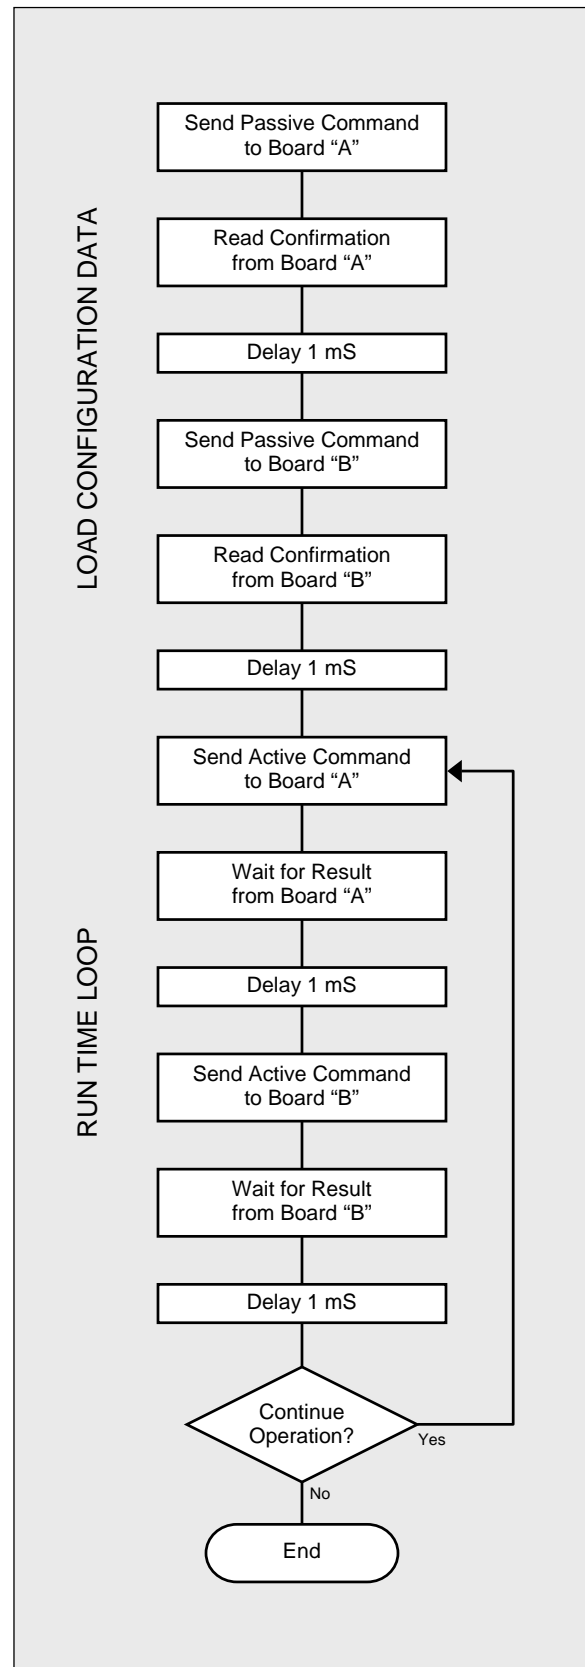 LOAD CONFIGURATION DATA
Send Passive Command
to Board “A”
Read Confirmation
from Board “A”
Delay 1 mS
Send Passive Command
to Board “B”
Read Confirmation
from Board “B”
Delay 1 mS
RUN TIME LOOP
Send Active Command
to Board “A”
Wait for Result
from Board “A”
Delay 1 mS
Send Active Command
to Board “B”
Wait for Result
from Board “B”
Delay 1 mS
Continue
Operation?
Yes
No
End